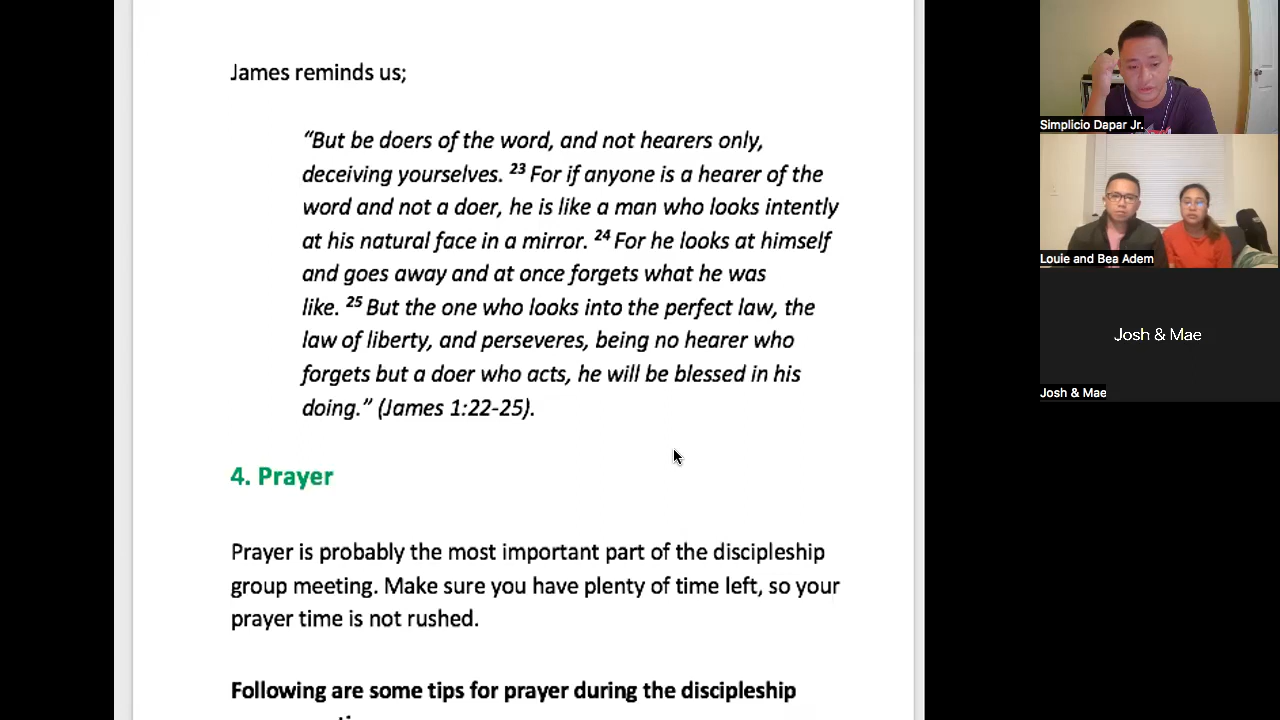 James reminds us;
“But be doers of the word, and not hearers only,
deceiving yourselves. 23 For if anyone is a hearer of the
word and not a doer, he is like a man who looks intently
at his natural face in a mirror. 24 For he looks at himself
and goes away and at once forgets what he was
like. 25 But the one who looks into the perfect law, the
law of liberty, and perseveres, being no hearer who
forgets but a doer who acts, he will be blessed in his
doing.” (James 1:22-25).
4. Prayer
Prayer is probably the most important part of the discipleship
group meeting. Make sure you have plenty of time left, so your
prayer time is not rushed.
Following are some tips for prayer during the discipleship
Simplicio Dapar Jr.
Louie and Bea Adem
Josh & Mae
Josh & Mae